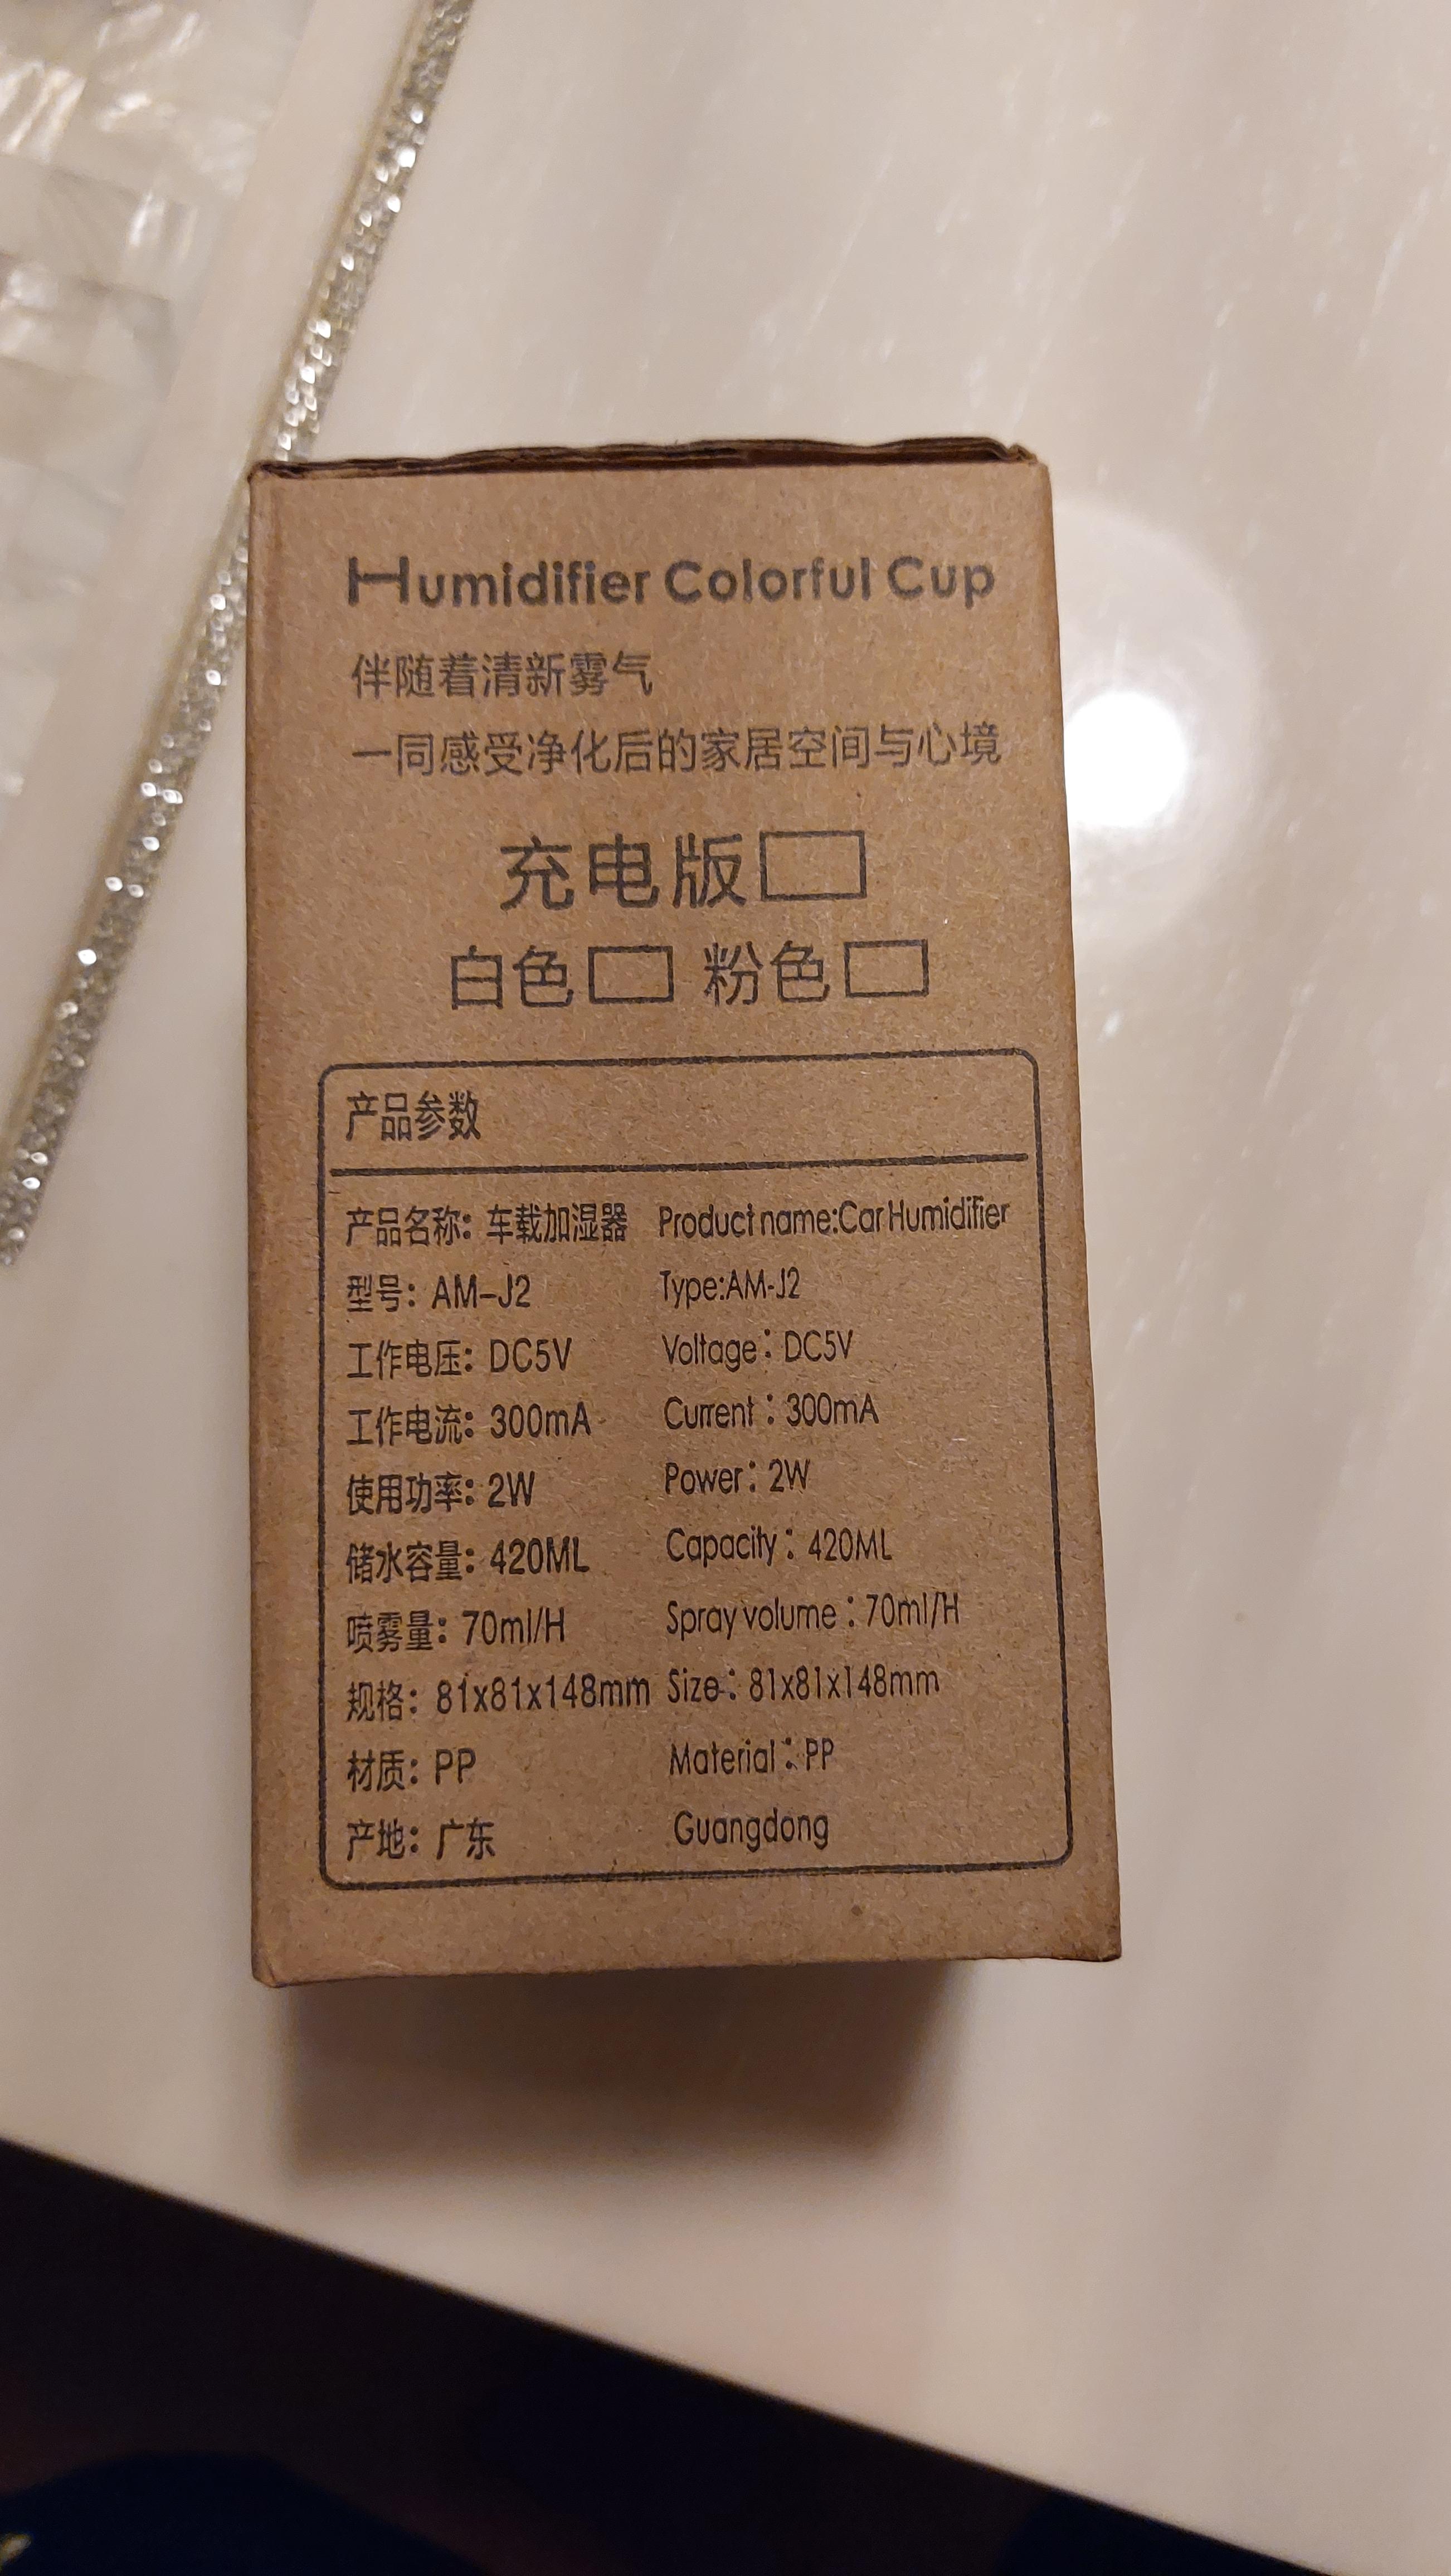 Humidifier Colorful Cup
伴随着清新雾气
一同感受净化后的家居空间与心境
充电版
白色 粉色
产品参数
产品名称: 车载加湿器 Product name:Car Humidifier
型号: AM-J2 Type:AM-J2
工作电压: DC5V Voltage: DC5V
工作电流: 300mA Current: 300mA
使用功率: 2W Power: 2W
储水容量: 420ML Capacity: 420ML
喷雾量: 70ml/H Spray volume: 70ml/H
规格: 81x81x148mm Size: 81x81x148mm
材质: PP Material: PP
产地: 广东 Guangdong